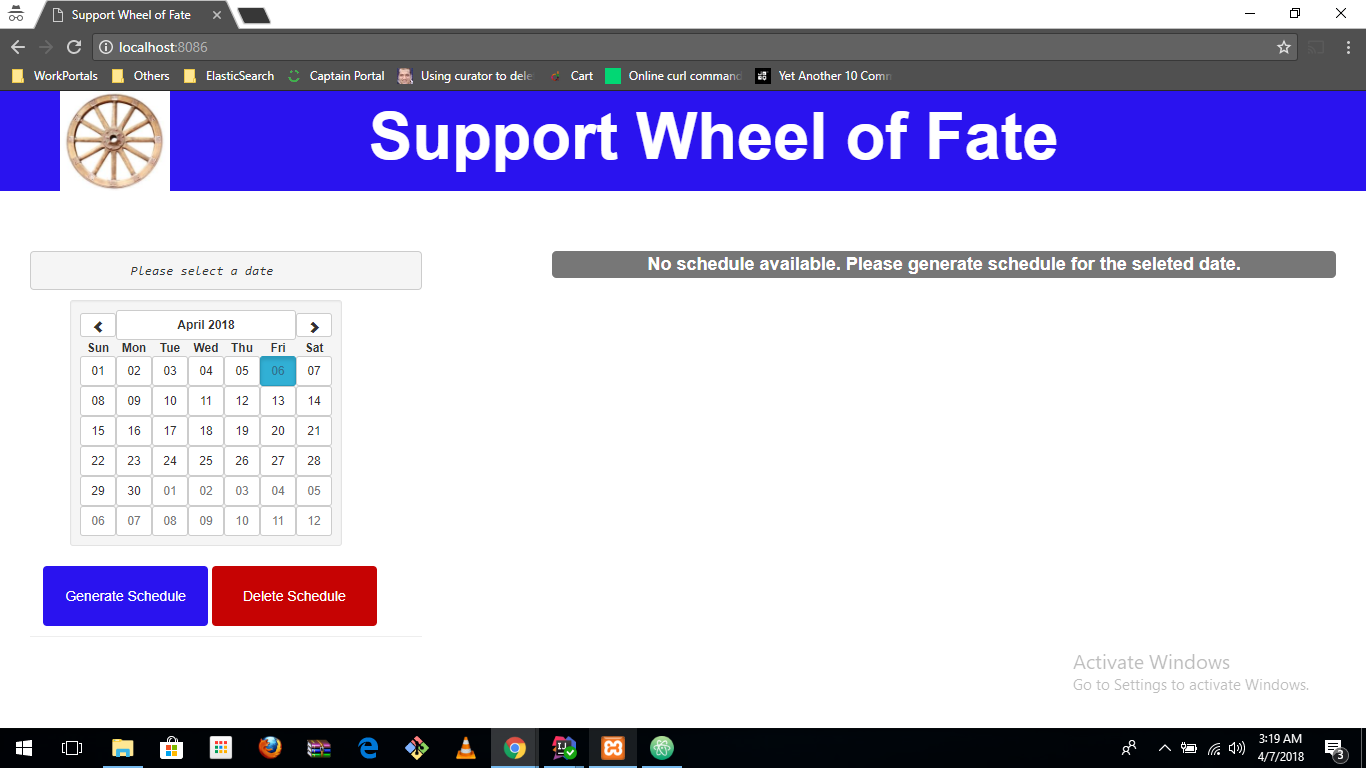 Support Wheel of Fate
localhost:8086
WorkPortals Others ElasticSearch Captain Portal Using curator to dele Cart Online curl command Yet Another 10 Comm
Support Wheel of Fate
Please select a date
No schedule available. Please generate schedule for the seleted date.
April 2018
Sun Mon Tue Wed Thu Fri Sat
01 02 03 04 05 06 07
08 09 10 11 12 13 14
15 16 17 18 19 20 21
22 23 24 25 26 27 28
29 30 01 02 03 04 05
06 07 08 09 10 11 12
Generate Schedule Delete Schedule
Activate Windows
Go to Settings to activate Windows.
3:19 AM
4/7/2018
3